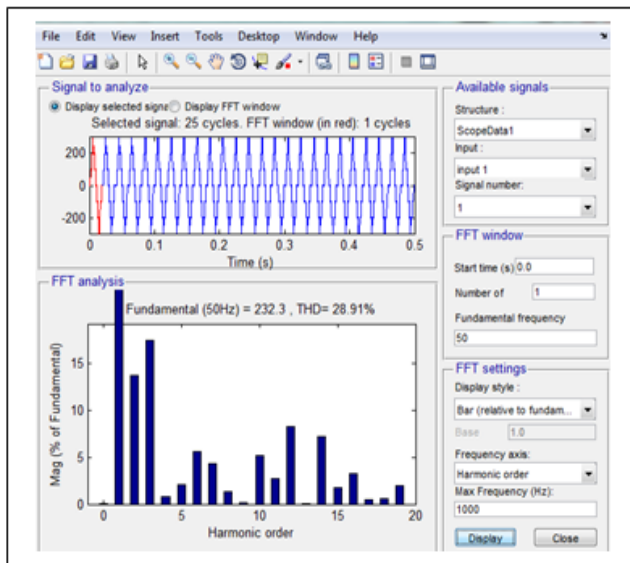 File Edit View Insert Tools Desktop Window Help
Signal to analyze
Display selected signa Display FFT window
Selected signal: 25 cycles. FFT window (in red): 1 cycles
200
0
-200
0 0.1 0.2 0.3 0.4 0.5
Time (s)
FFT analysis
Fundamental (50Hz) = 232.3 , THD= 28.91%
Mag (% of Fundamental)
15
10
5
0
0 5 10 15 20
Harmonic order
Available signals
Structure :
ScopeData1
Input :
input 1
Signal number:
1
FFT window
Start time (s) 0.0
Number of 1
Fundamental frequency
50
FFT settings
Display style :
Bar (relative to fundam...
Base 1.0
Frequency axis:
Harmonic order
Max Frequency (Hz):
1000
Display Close